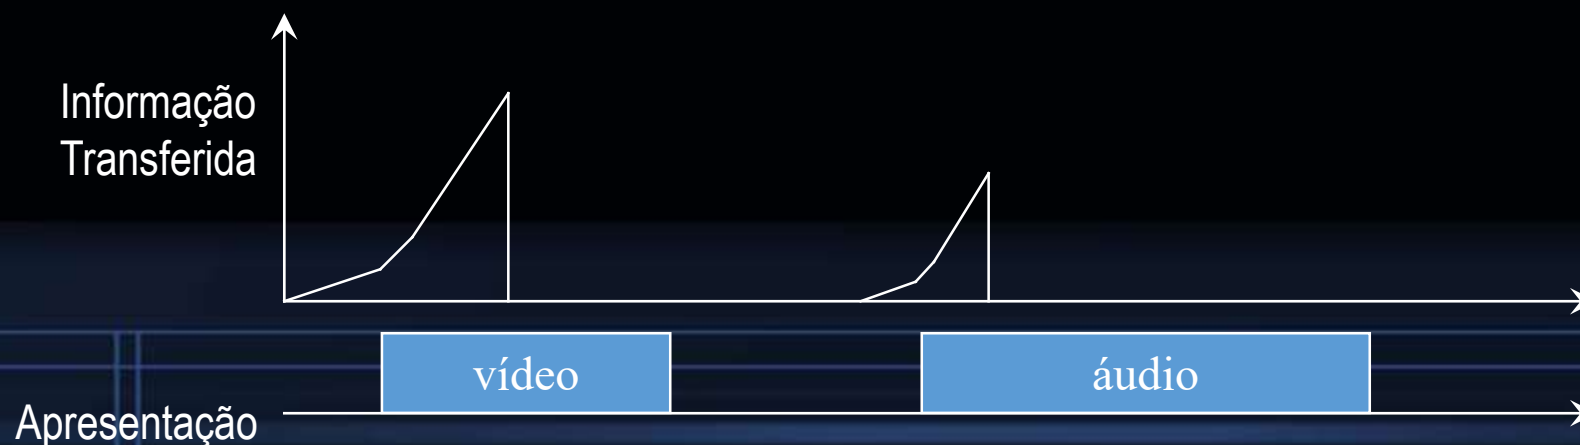 Informação
Transferida
vídeo
áudio
Apresentação